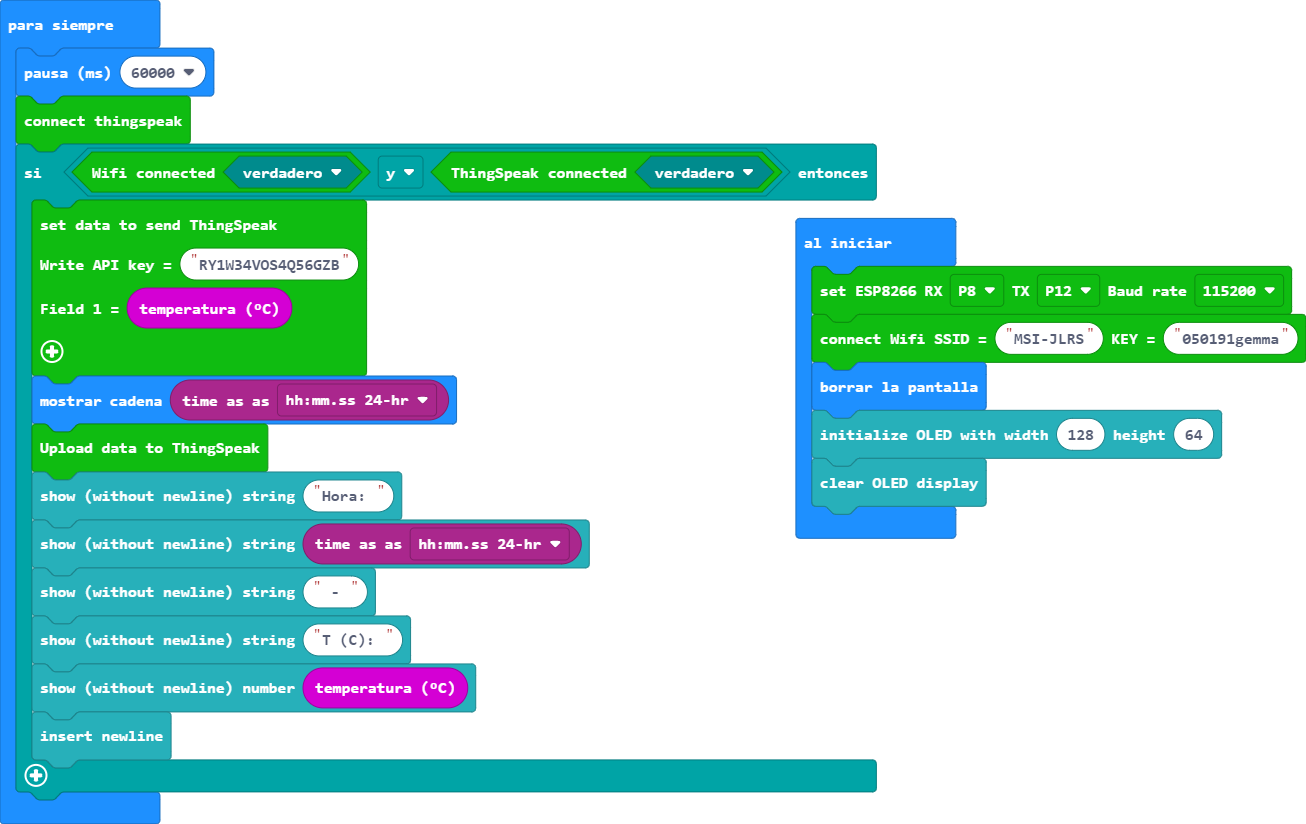 para siempre
pausa (ms) 60000
connect thingspeak
si Wifi connected verdadero y ThingSpeak connected verdadero entonces
set data to send ThingSpeak
Write API key = "RY1W34VOS4Q56GZB"
Field 1 = temperatura (ºC)
mostrar cadena time as as hh:mm.ss 24-hr
Upload data to ThingSpeak
show (without newline) string "Hora: "
show (without newline) string time as as hh:mm.ss 24-hr
show (without newline) string " - "
show (without newline) string "T (C): "
show (without newline) number temperatura (ºC)
insert newline
al iniciar
set ESP8266 RX P8 TX P12 Baud rate 115200
connect Wifi SSID = "MSI-JLRS" KEY = "050191gemma"
borrar la pantalla
initialize OLED with width 128 height 64
clear OLED display